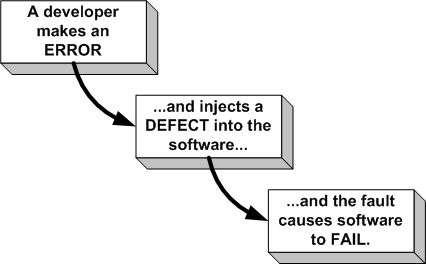 A developer
makes an
ERROR
...and injects a
DEFECT into the
software...
...and the fault
causes software
to FAIL.